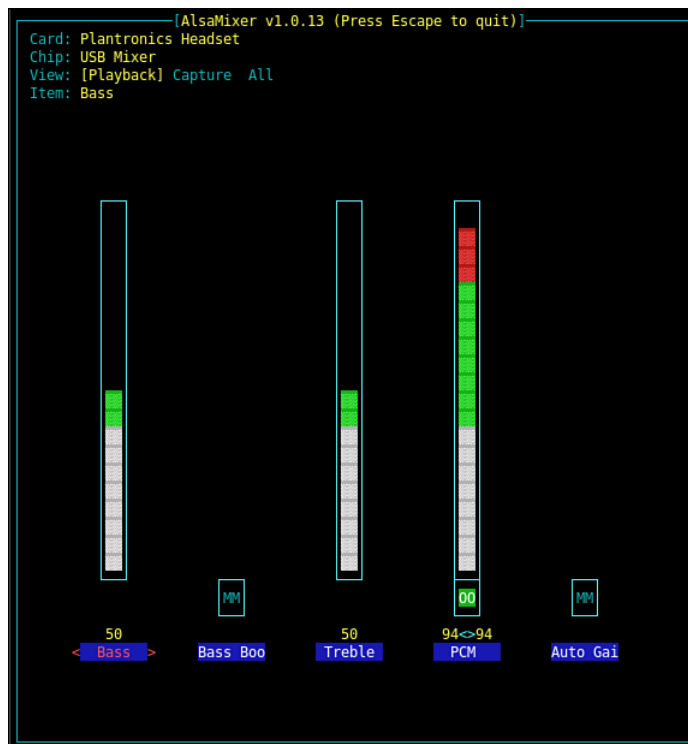 [AlsaMixer v1.0.13 (Press Escape to quit)]
Card: Plantronics Headset
Chip: USB Mixer
View: [Playback] Capture All
Item: Bass
MM OO MM
50 50 94<>94
< Bass > Bass Boo Treble PCM Auto Gai